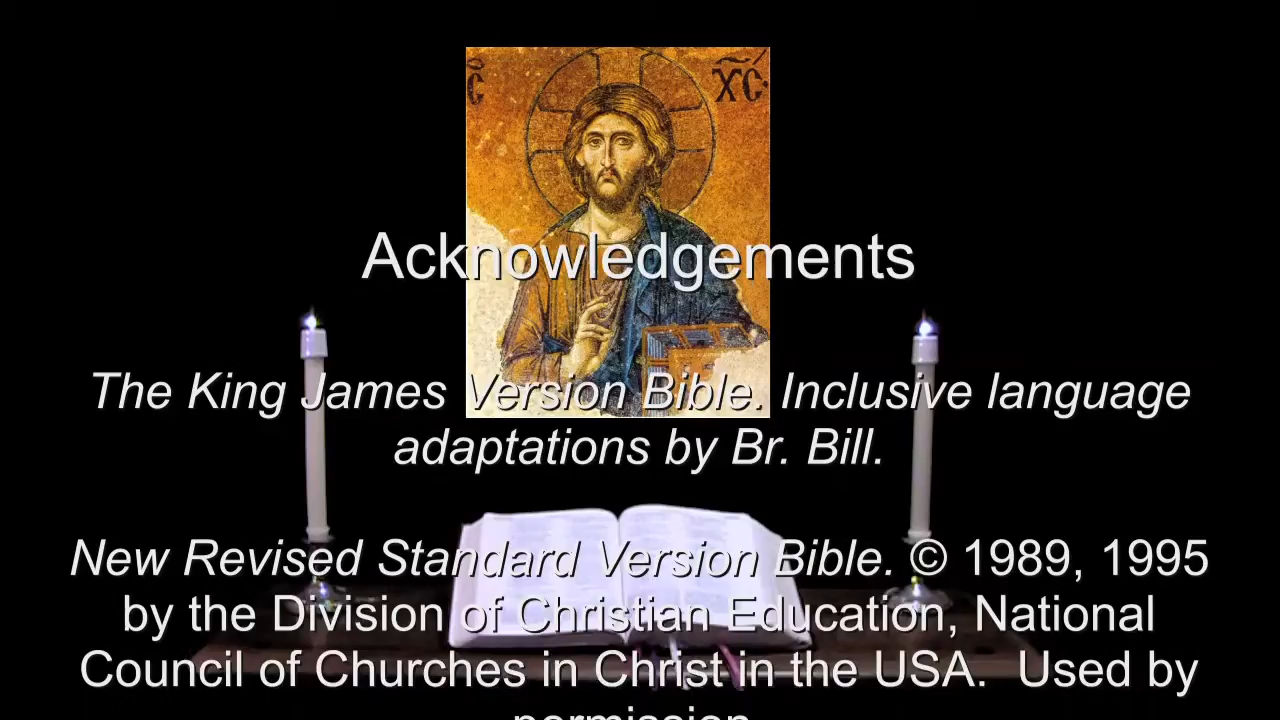 C
XC
Acknowledgements
The King James Version Bible. Inclusive language
adaptations by Br. Bill.
New Revised Standard Version Bible. © 1989, 1995
by the Division of Christian Education, National
Council of Churches in Christ in the USA. Used by
permission